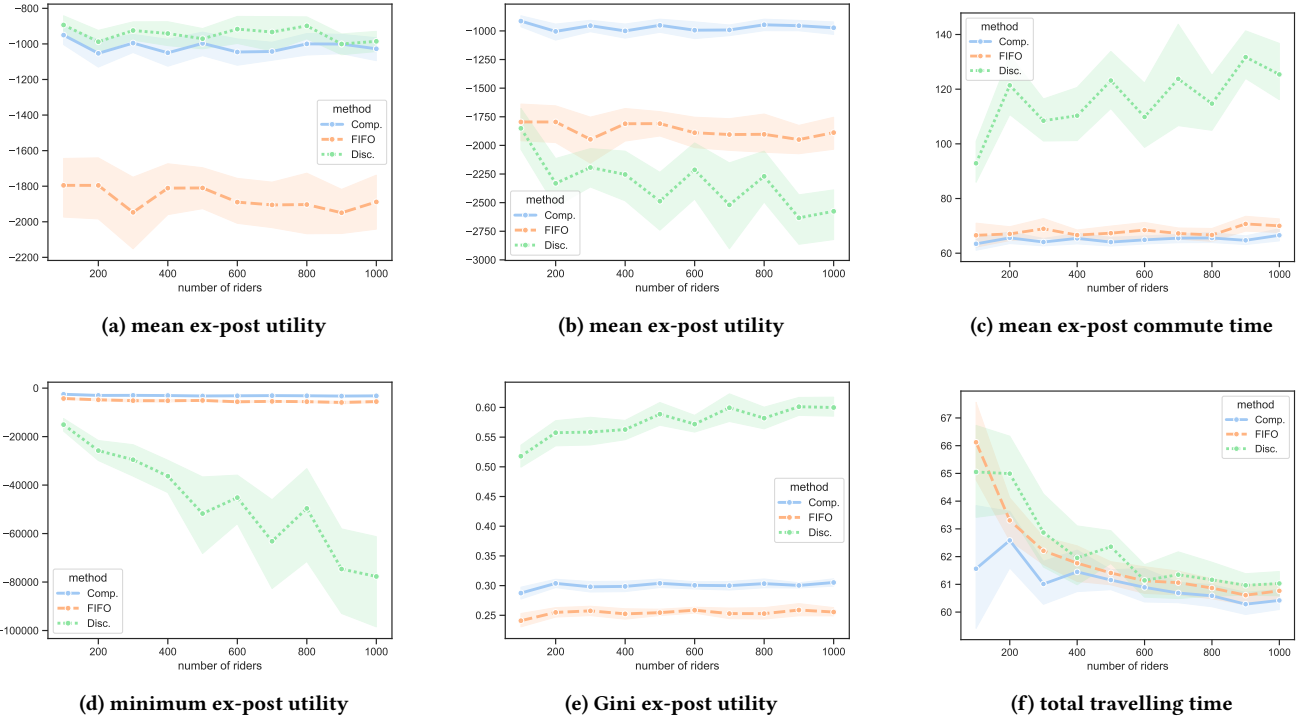 −800
−1000
−1200
−1400
−1600
−1800
−2000
−2200
200 400 600 800 1000
number of riders
method
Comp.
FIFO
Disc.
(a) mean ex-post utility
−1000
−1250
−1500
−1750
−2000
−2250
−2500
−2750
−3000
200 400 600 800 1000
number of riders
method
Comp.
FIFO
Disc.
(b) mean ex-post utility
140
120
100
80
60
200 400 600 800 1000
number of riders
method
Comp.
FIFO
Disc.
(c) mean ex-post commute time
0
−20000
−40000
−60000
−80000
−100000
200 400 600 800 1000
number of riders
method
Comp.
FIFO
Disc.
(d) minimum ex-post utility
0.60
0.55
0.50
0.45
0.40
0.35
0.30
0.25
200 400 600 800 1000
number of riders
method
Comp.
FIFO
Disc.
(e) Gini ex-post utility
67
66
65
64
63
62
61
60
200 400 600 800 1000
number of riders
method
Comp.
FIFO
Disc.
(f) total travelling time